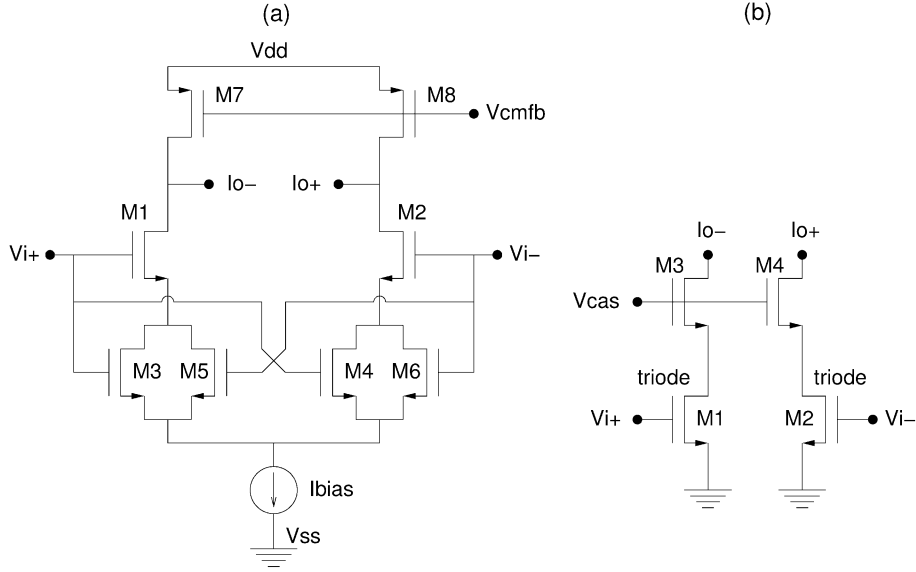 (a)
(b)
Vdd
M7
M8
Vcmfb
Io−
Io+
M1
M2
Vi+
Vi−
M3
M5
M4
M6
Ibias
Vss
Io−
Io+
M3
M4
Vcas
triode
triode
Vi+
M1
M2
Vi−